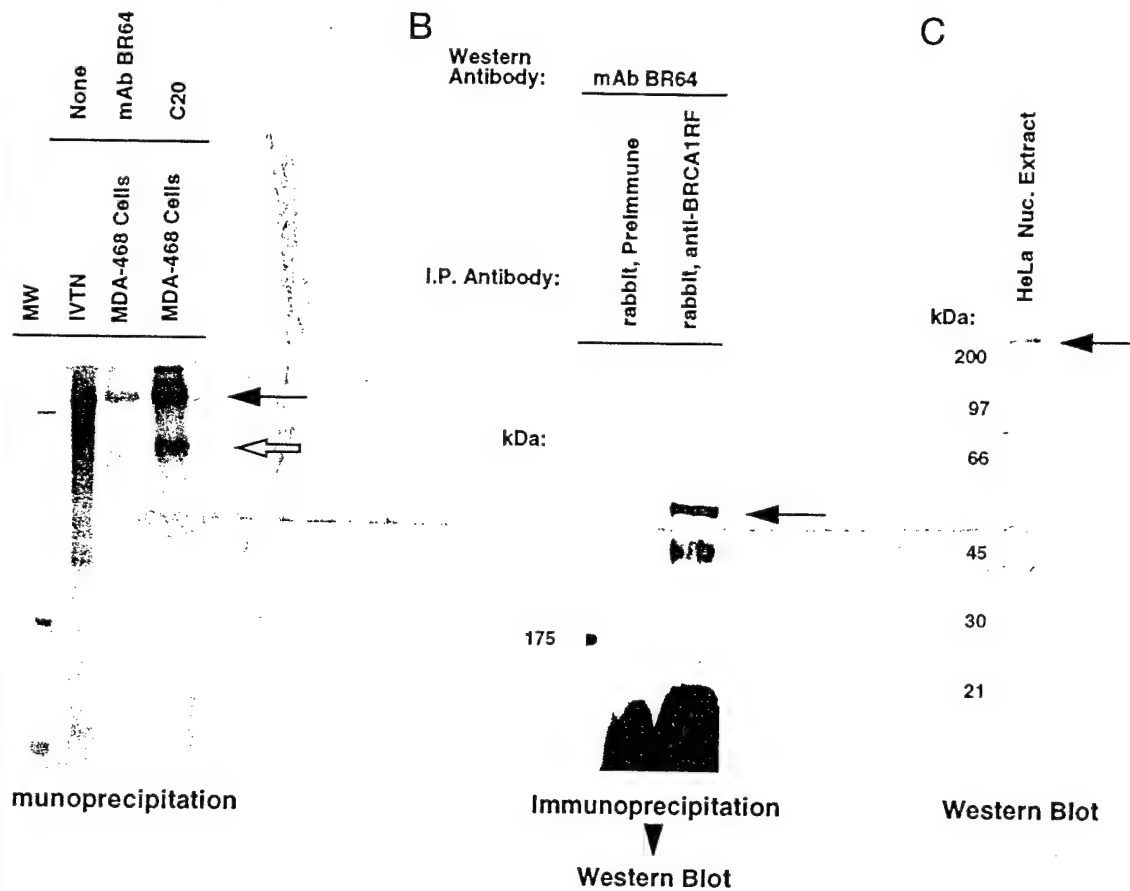 None
mAb BR64
C20
MW
IVTN
MDA-468 Cells
MDA-468 Cells
munoprecipitation
B
Western
Antibody:
mAb BR64
I.P. Antibody:
rabbit, Preimmune
rabbit, anti-BRCA1RF
kDa:
175
Immunoprecipitation
Western Blot
C
HeLa Nuc. Extract
kDa:
200
97
66
45
30
21
Western Blot